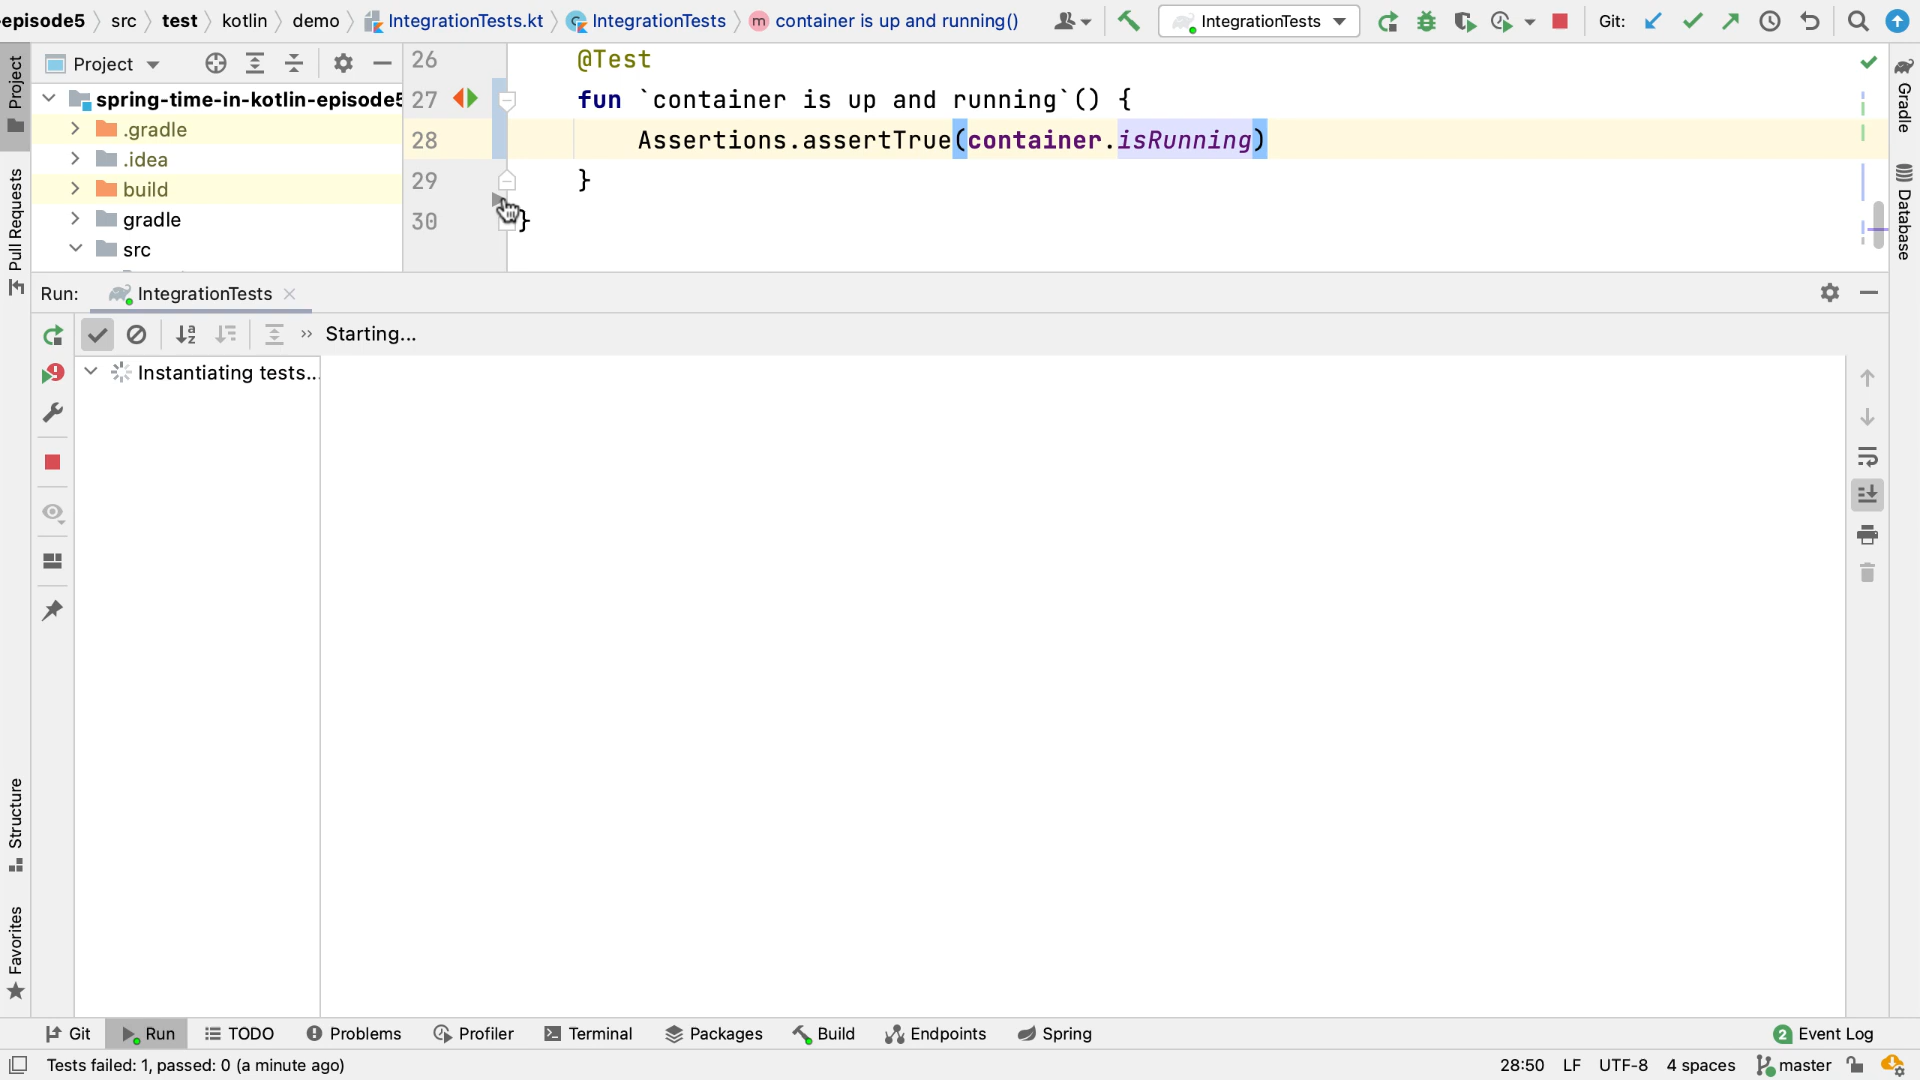 episode5 src test kotlin demo IntegrationTests.kt IntegrationTests m container is up and running() IntegrationTests Git:
Project
26 @Test
spring-time-in-kotlin-episode5
27 fun `container is up and running`() {
.gradle
28 Assertions.assertTrue(container.isRunning)
.idea
29 }
build
30 }
gradle
src
Run: IntegrationTests
Starting...
Instantiating tests...
Project
Pull Requests
Structure
Favorites
Gradle
Database
Git Run TODO Problems Profiler Terminal Packages Build Endpoints Spring 2 Event Log
Tests failed: 1, passed: 0 (a minute ago) 28:50 LF UTF-8 4 spaces master